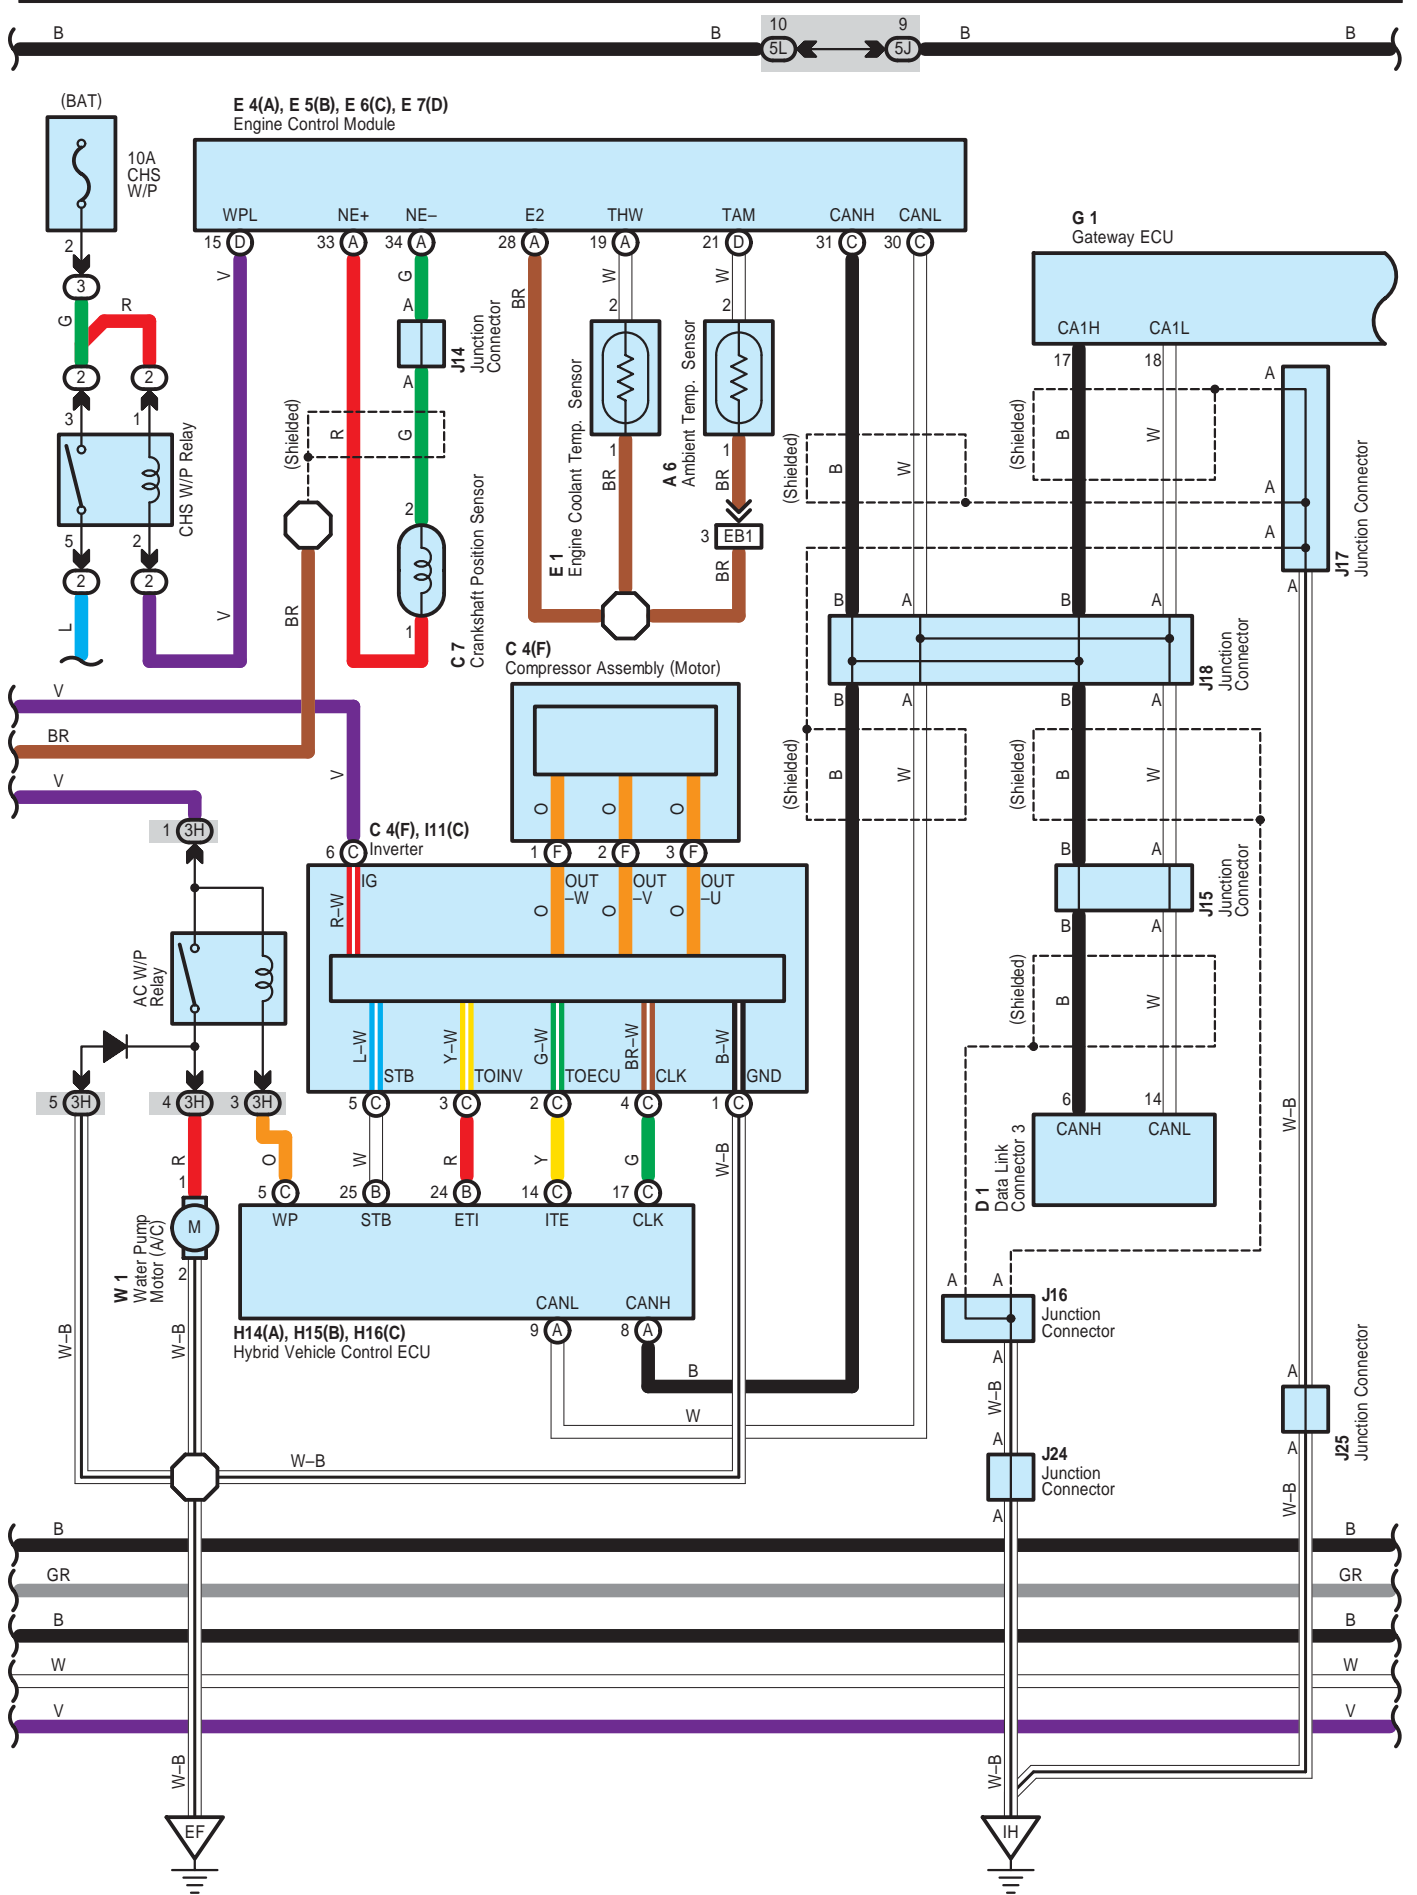 B B 10 9 B B
5L 5J
(BAT)
10A
CHS
W/P
E 4(A), E 5(B), E 6(C), E 7(D)
Engine Control Module
WPL NE+ NE– E2 THW TAM CANH CANL
15 D 33 A 34 A 28 A 19 A 21 D 31 C 30 C
G 1
Gateway ECU
CA1H CA1L
17 18
2
3
G R
2 2
3 1
CHS W/P Relay
5 2
2 2
L
V
V
(Shielded)
R G
BR
G
A
J14
Junction
Connector
A
2
1
C 7
Crankshaft Position Sensor
BR
W W
2 2
E 1
Engine Coolant Temp. Sensor
A 6
Ambient Temp. Sensor
1 1
BR BR
3 EB1
BR
(Shielded)
B W
(Shielded)
B W
A
A
A
J17
Junction Connector
A
B A B A
J18
Junction
Connector
B A B A
(Shielded)
B W
(Shielded)
B W
V
BR
V
V
1 3H
C 4(F)
Compressor Assembly (Motor)
O O O
C 4(F), I11(C)
Inverter
6 C 1 F 2 F 3 F
IG OUT OUT OUT
–W –V –U
R–W O O O
B A
J15
Junction
Connector
B A
(Shielded)
B W
AC W/P
Relay
L–W Y–W G–W BR–W B–W
STB TOINV TOECU CLK GND
5 3H 4 3H 3 3H
5 C 3 C 2 C 4 C 1 C
R O W R Y G W–B
1
5 C 25 B 24 B 14 C 17 C
WP STB ETI ITE CLK
M
W 1
Water Pump
Motor (A/C)
2
6 14
CANH CANL
D 1
Data Link
Connector 3
W–B
CANL CANH
H14(A), H15(B), H16(C)
Hybrid Vehicle Control ECU
9 A 8 A
A A
J16
Junction
Connector
A
W–B W–B
B
W
W–B
A
J25
Junction Connector
A
W–B
A
J24
Junction
Connector
A
W–B
B B
GR GR
B B
W W
V V
W–B W–B
EF IH